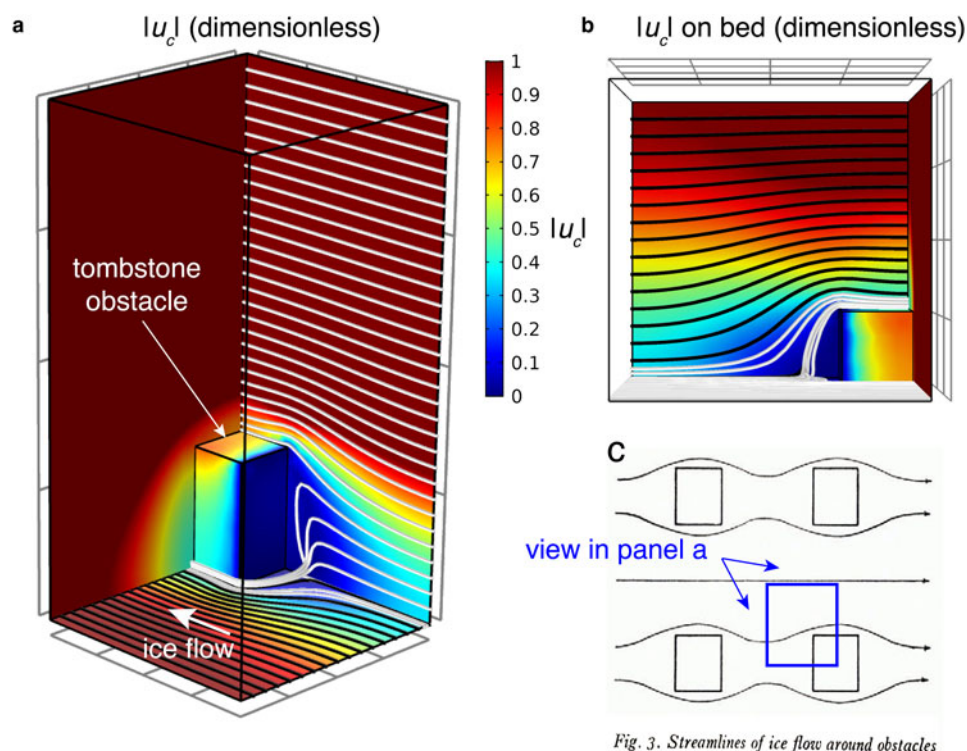 a
|u_c| (dimensionless)
tombstone
obstacle
ice flow
1
0.9
0.8
0.7
0.6
0.5
0.4
0.3
0.2
0.1
0
|u_c|
b
|u_c| on bed (dimensionless)
C
view in panel a
Fig. 3. Streamlines of ice flow around obstacles